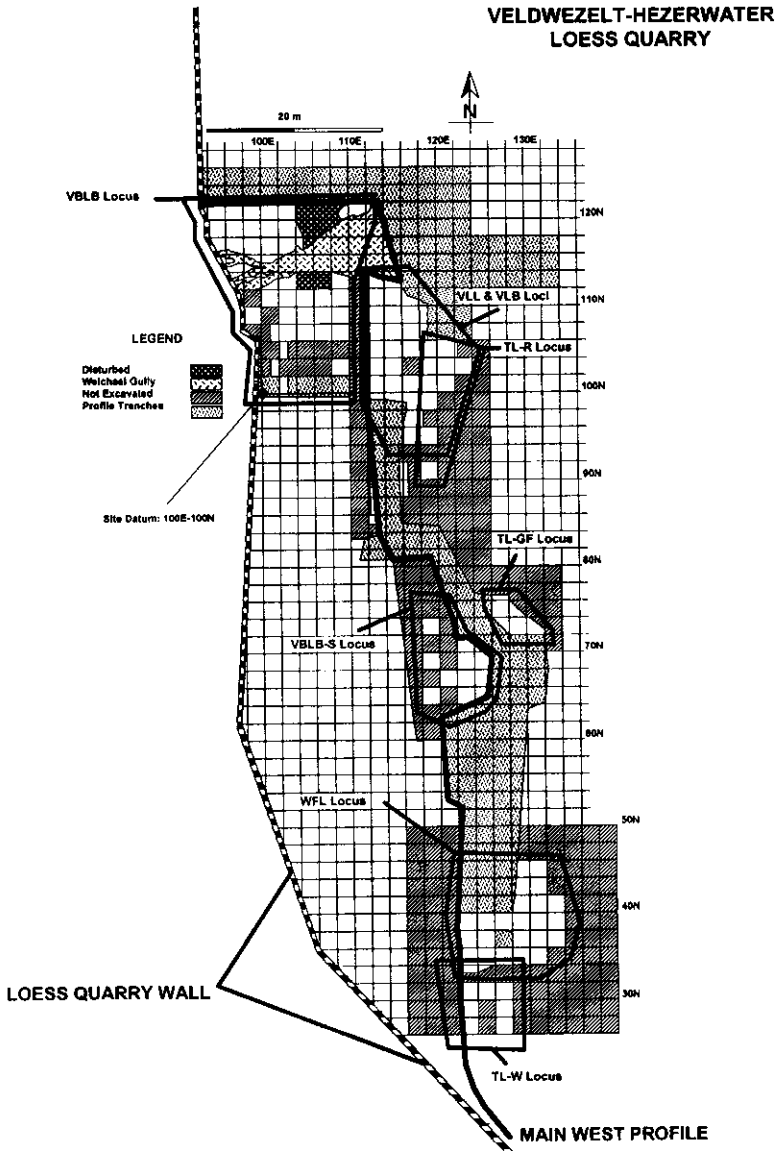 VELDWEZELT-HEZERWATER
LOESS QUARRY
N
20 m
100E
110E
120E
130E
VBLB Locus
120N
110N
VLL & VLB Loci
LEGEND
TL-R Locus
Disturbed
Weichsel Gully
Not Excavated
Profile Trenches
100N
90N
Site Datum: 100E-100N
TL-GF Locus
80N
VBLB-S Locus
70N
60N
WFL Locus
50N
40N
LOESS QUARRY WALL
30N
TL-W Locus
MAIN WEST PROFILE